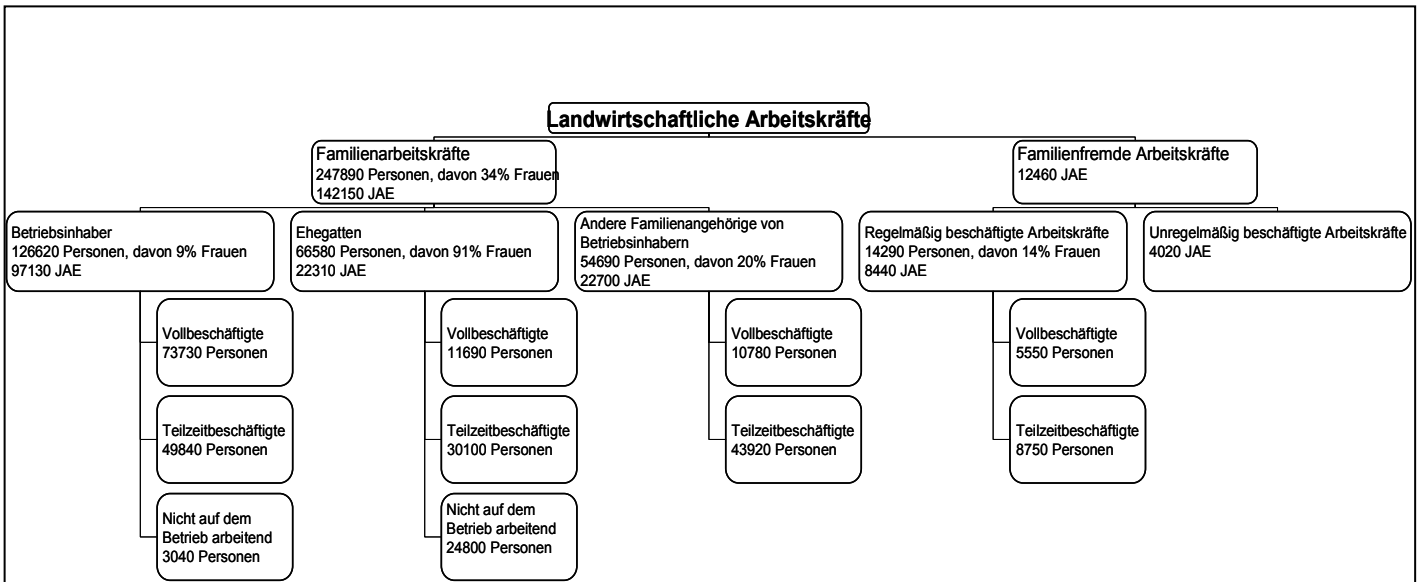 Landwirtschaftliche Arbeitskräfte
Familienarbeitskräfte
247890 Personen, davon 34% Frauen
142150 JAE
Familienfremde Arbeitskräfte
12460 JAE
Betriebsinhaber
126620 Personen, davon 9% Frauen
97130 JAE
Ehegatten
66580 Personen, davon 91% Frauen
22310 JAE
Andere Familienangehörige von
Betriebsinhabern
54690 Personen, davon 20% Frauen
22700 JAE
Regelmäßig beschäftigte Arbeitskräfte
14290 Personen, davon 14% Frauen
8440 JAE
Unregelmäßig beschäftigte Arbeitskräfte
4020 JAE
Vollbeschäftigte
73730 Personen
Vollbeschäftigte
11690 Personen
Vollbeschäftigte
10780 Personen
Vollbeschäftigte
5550 Personen
Teilzeitbeschäftigte
49840 Personen
Teilzeitbeschäftigte
30100 Personen
Teilzeitbeschäftigte
43920 Personen
Teilzeitbeschäftigte
8750 Personen
Nicht auf dem
Betrieb arbeitend
3040 Personen
Nicht auf dem
Betrieb arbeitend
24800 Personen